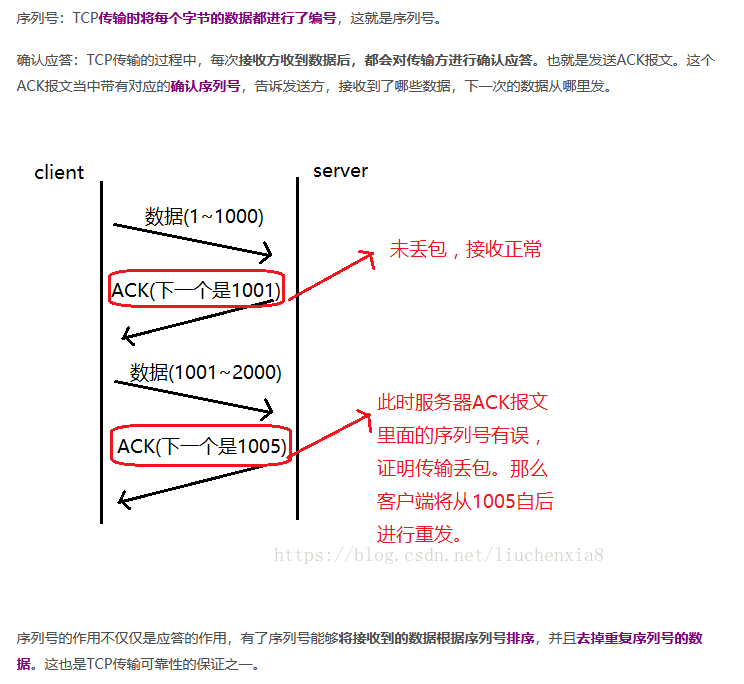 序列号：TCP传输时将每个字节的数据都进行了编号，这就是序列号。
确认应答：TCP传输的过程中，每次接收方收到数据后，都会对传输方进行确认应答。也就是发送ACK报文。这个
ACK报文当中带有对应的确认序列号，告诉发送方，接收到了哪些数据，下一次的数据从哪里发。
client
server
数据(1~1000)
未丢包，接收正常
ACK(下一个是1001)
数据(1001~2000)
ACK(下一个是1005)
此时服务器ACK报文
里面的序列号有误，
证明传输丢包。那么
客户端将从1005自后
进行重发。
https://blog.csdn.net/liuchenxia8
序列号的作用不仅仅是应答的作用，有了序列号能够将接收到的数据根据序列号排序，并且去掉重复序列号的数
据。这也是TCP传输可靠性的保证之一。